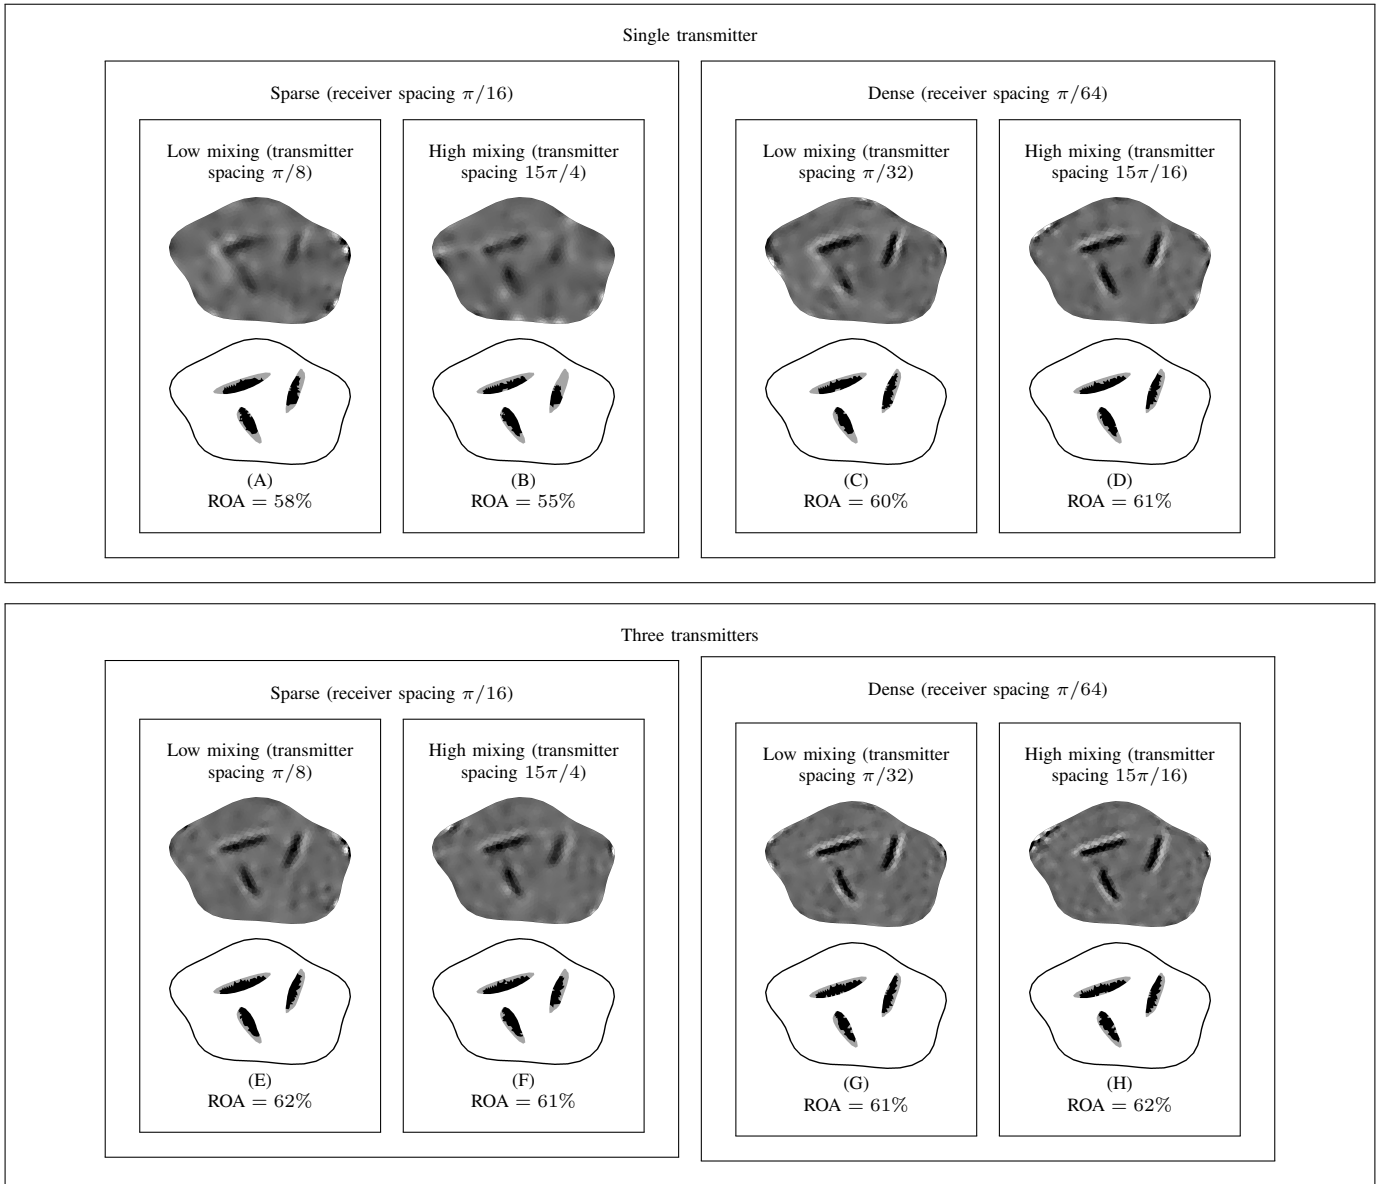 Single transmitter
Sparse (receiver spacing π/16)
Low mixing (transmitter
spacing π/8)
(A)
ROA = 58%
High mixing (transmitter
spacing 15π/4)
(B)
ROA = 55%
Dense (receiver spacing π/64)
Low mixing (transmitter
spacing π/32)
(C)
ROA = 60%
High mixing (transmitter
spacing 15π/16)
(D)
ROA = 61%
Three transmitters
Sparse (receiver spacing π/16)
Low mixing (transmitter
spacing π/8)
(E)
ROA = 62%
High mixing (transmitter
spacing 15π/4)
(F)
ROA = 61%
Dense (receiver spacing π/64)
Low mixing (transmitter
spacing π/32)
(G)
ROA = 61%
High mixing (transmitter
spacing 15π/16)
(H)
ROA = 62%